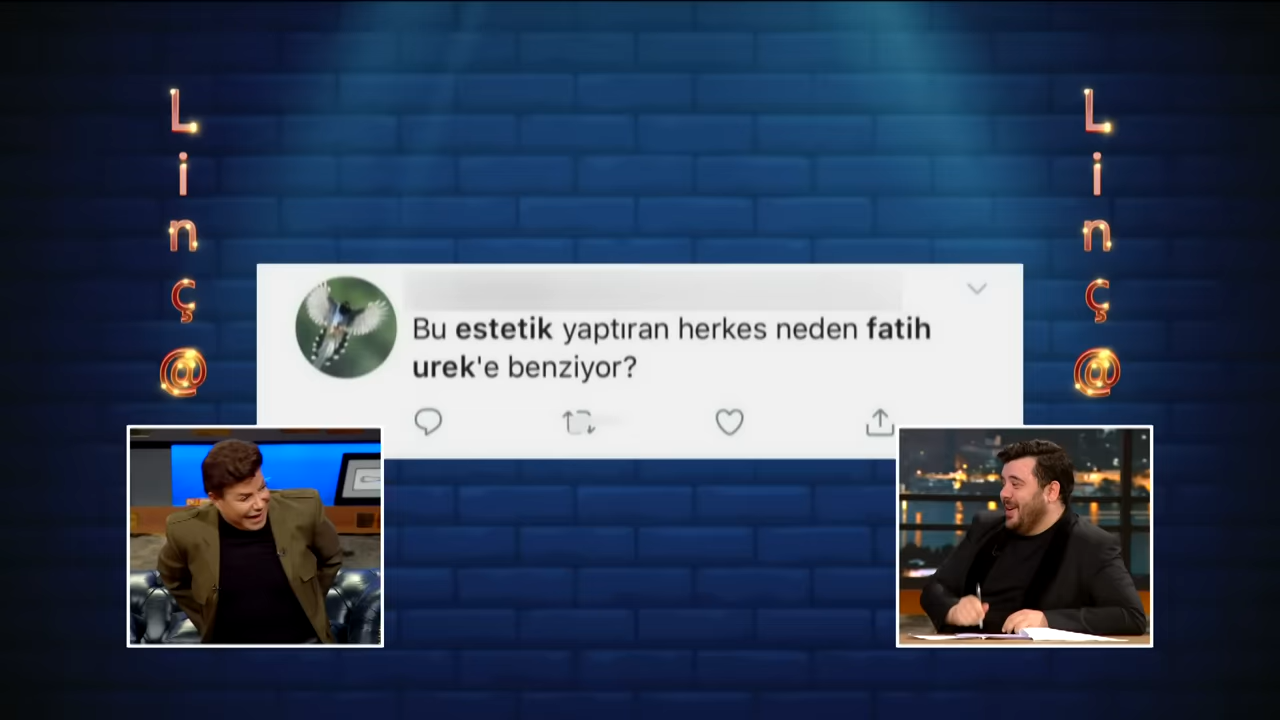 Linç@
Linç@
Bu estetik yaptıran herkes neden fatih
urek'e benziyor?